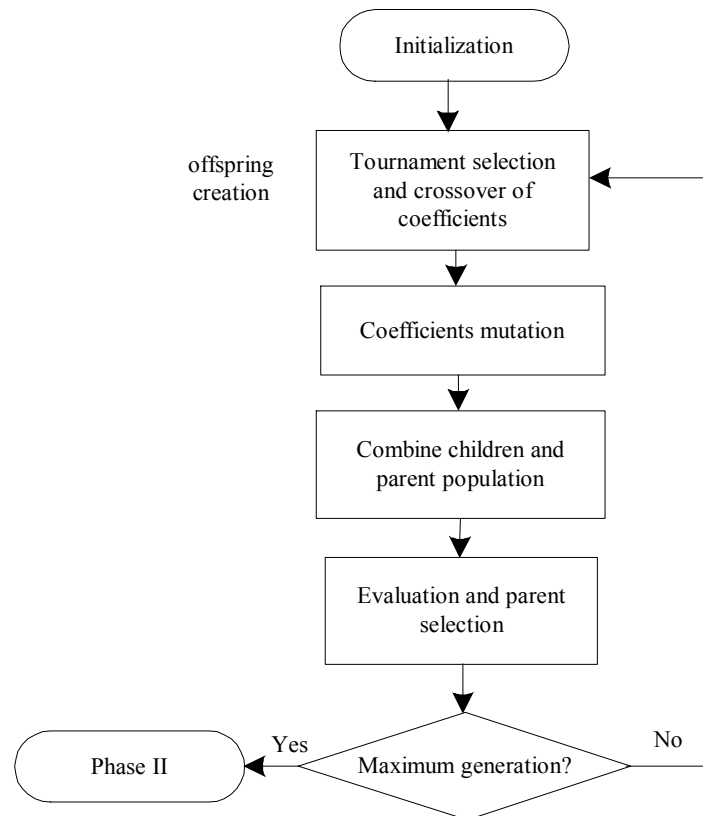 Initialization
offspring
creation
Tournament selection
and crossover of
coefficients
Coefficients mutation
Combine children and
parent population
Evaluation and parent
selection
Phase II
Yes
Maximum generation?
No